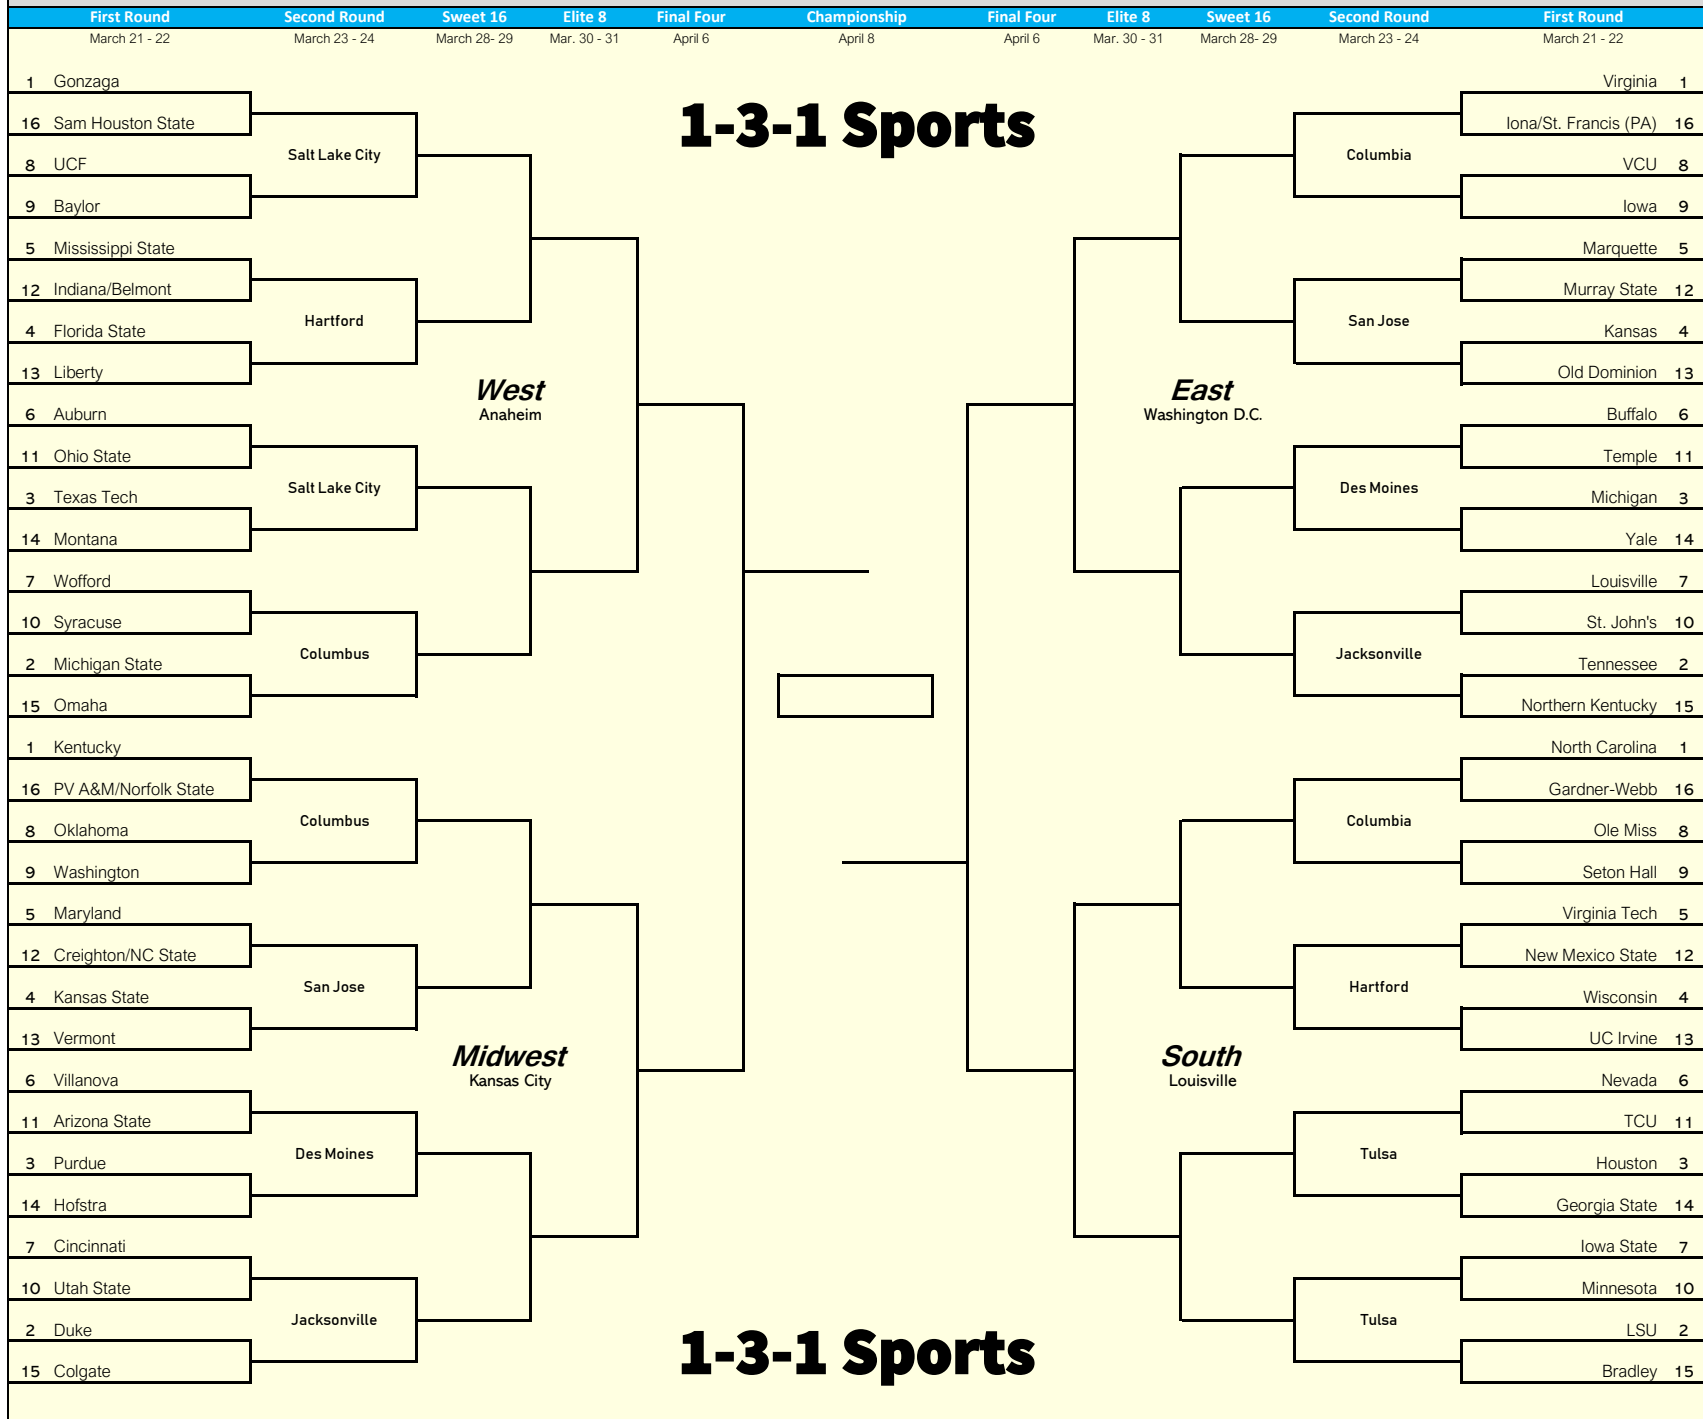 First Round Second Round Sweet 16 Elite 8 Final Four Championship Final Four Elite 8 Sweet 16 Second Round First Round
March 21 - 22 March 23 - 24 March 28- 29 Mar. 30 - 31 April 6 April 8 April 6 Mar. 30 - 31 March 28- 29 March 23 - 24 March 21 - 22
1 Gonzaga Virginia 1
1-3-1 Sports
16 Sam Houston State Iona/St. Francis (PA) 16
Salt Lake City Columbia
8 UCF VCU 8
9 Baylor Iowa 9
5 Mississippi State Marquette 5
12 Indiana/Belmont Murray State 12
Hartford San Jose
4 Florida State Kansas 4
13 Liberty Old Dominion 13
West East
6 Auburn Anaheim Washington D.C. Buffalo 6
11 Ohio State Temple 11
Salt Lake City Des Moines
3 Texas Tech Michigan 3
14 Montana Yale 14
7 Wofford Louisville 7
10 Syracuse St. John's 10
Columbus Jacksonville
2 Michigan State Tennessee 2
15 Omaha Northern Kentucky 15
1 Kentucky North Carolina 1
16 PV A&M/Norfolk State Gardner-Webb 16
Columbus Columbia
8 Oklahoma Ole Miss 8
9 Washington Seton Hall 9
5 Maryland Virginia Tech 5
12 Creighton/NC State New Mexico State 12
San Jose Hartford
4 Kansas State Wisconsin 4
13 Vermont UC Irvine 13
Midwest South
6 Villanova Kansas City Louisville Nevada 6
11 Arizona State TCU 11
Des Moines Tulsa
3 Purdue Houston 3
14 Hofstra Georgia State 14
7 Cincinnati Iowa State 7
10 Utah State Minnesota 10
Jacksonville Tulsa
2 Duke LSU 2
1-3-1 Sports
15 Colgate Bradley 15